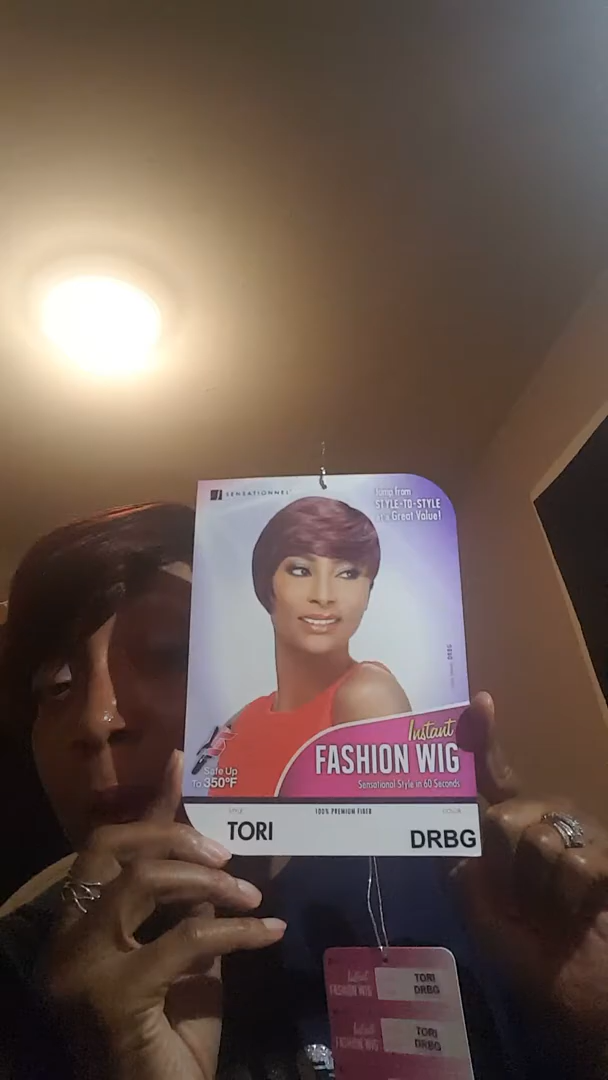 SENSATIONNEL
Jump from
STYLE-TO-STYLE
at a Great Value!
DRBG
Safe Up
To 350°F
Instant
FASHION WIG
Sensational Style in 60 Seconds
STYLE
100% PREMIUM FIBER
COLOR
TORI
DRBG
Instant
FASHION WIG
TORI
DRBG
Instant
FASHION WIG
TORI
DRBG